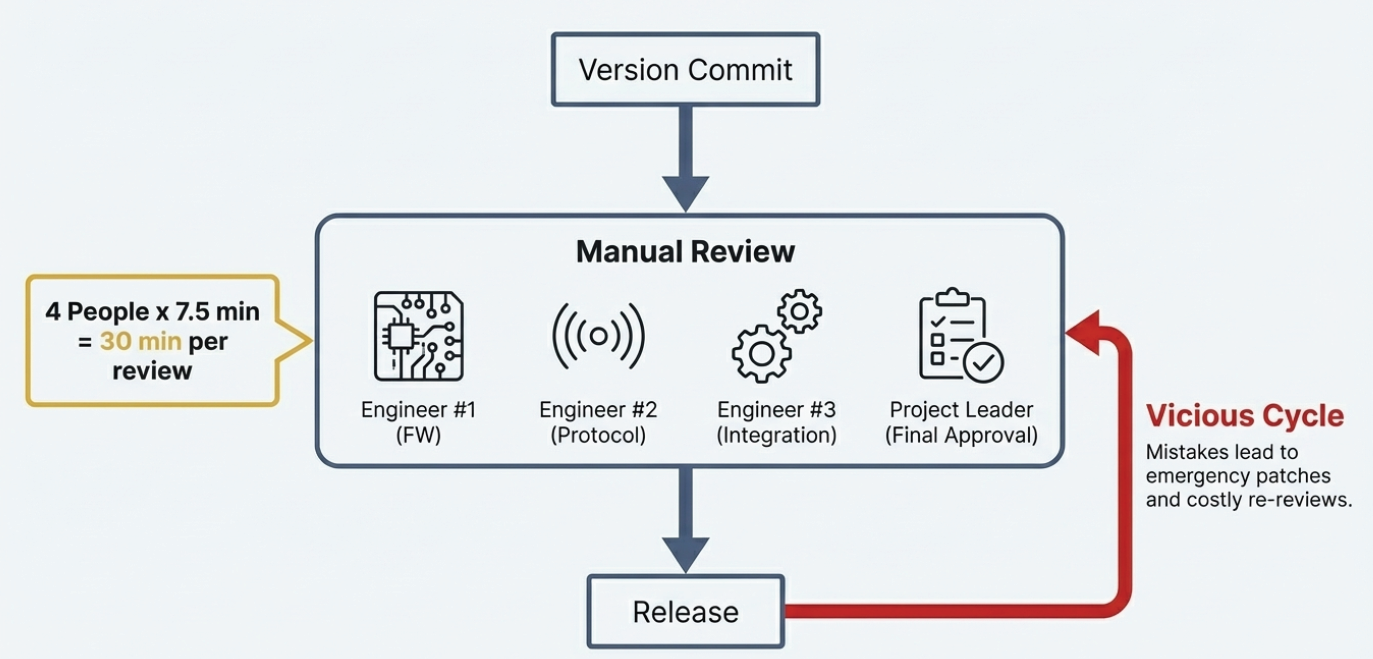 Version Commit
Manual Review
4 People x 7.5 min
= 30 min per
review
Engineer #1
(FW)
Engineer #2
(Protocol)
Engineer #3
(Integration)
Project Leader
(Final Approval)
Vicious Cycle
Mistakes lead to
emergency patches
and costly re-reviews.
Release